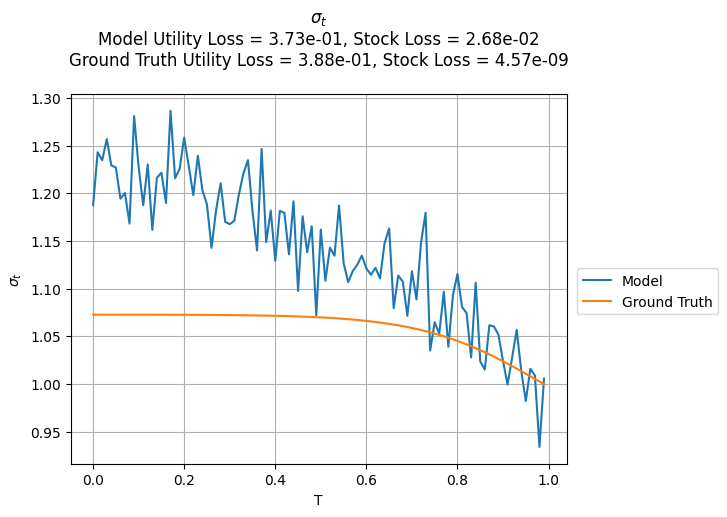 σt
Model Utility Loss = 3.73e-01, Stock Loss = 2.68e-02
Ground Truth Utility Loss = 3.88e-01, Stock Loss = 4.57e-09
1.30
1.25
1.20
1.15
1.10
1.05
1.00
0.95
σt
0.0 0.2 0.4 0.6 0.8 1.0
T
Model
Ground Truth